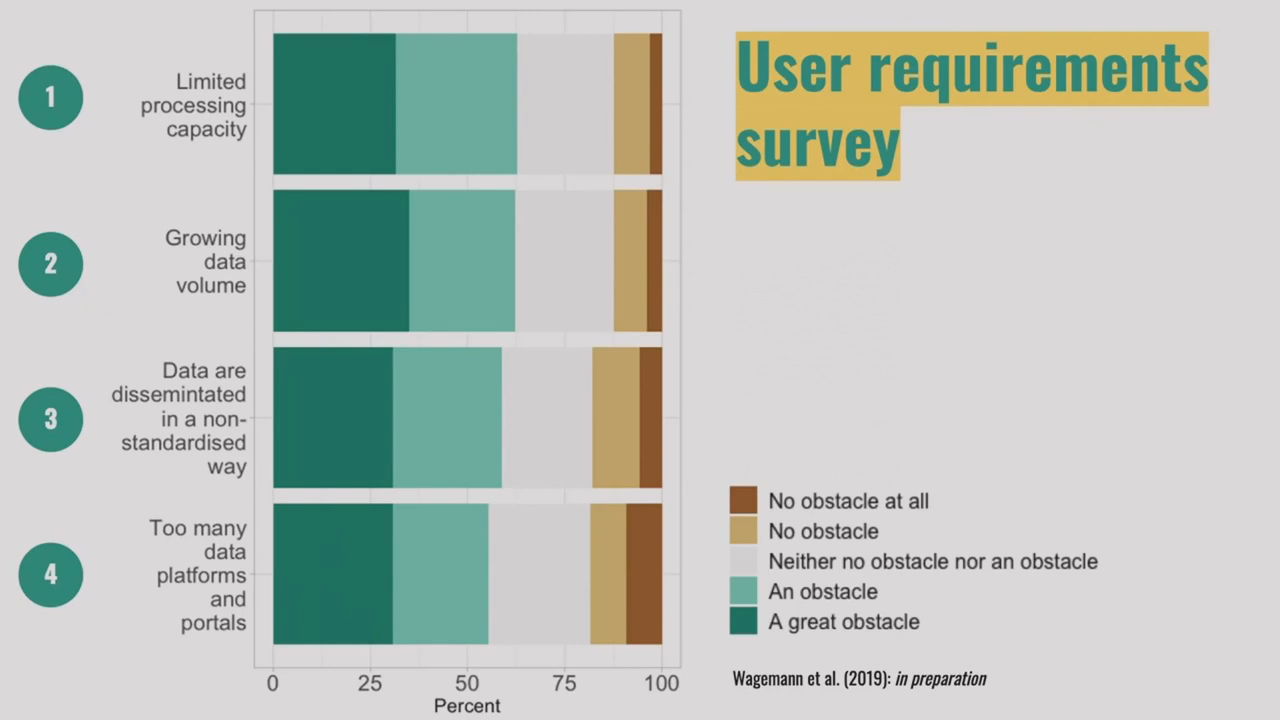 User requirements
survey
1
Limited
processing
capacity
2
Growing
data
volume
3
Data are
dissemintated
in a non-
standardised
way
4
Too many
data
platforms
and
portals
0 25 50 75 100
Percent
No obstacle at all
No obstacle
Neither no obstacle nor an obstacle
An obstacle
A great obstacle
Wagemann et al. (2019): in preparation